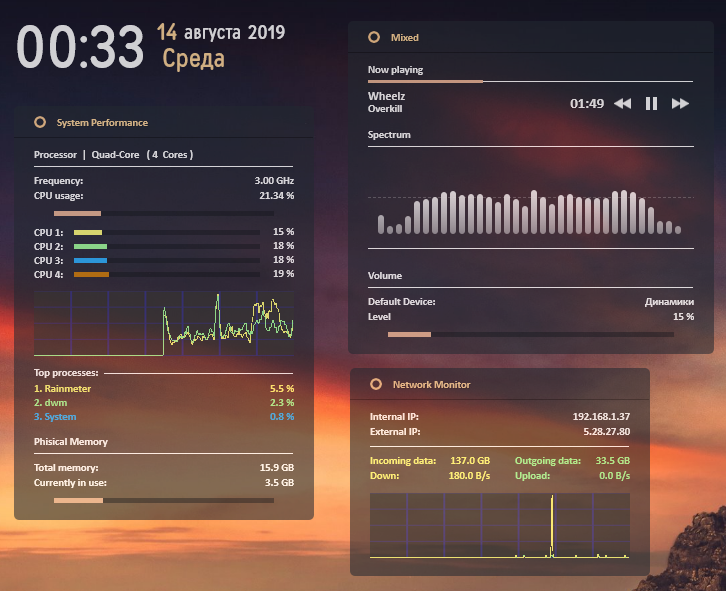 00:33
14 августа 2019
Среда
System Performance
Processor | Quad-Core ( 4 Cores )
Frequency: 3.00 GHz
CPU usage: 21.34 %
CPU 1: 15 %
CPU 2: 18 %
CPU 3: 18 %
CPU 4: 19 %
Top processes:
1. Rainmeter 5.5 %
2. dwm 2.3 %
3. System 0.8 %
Phisical Memory
Total memory: 15.9 GB
Currently in use: 3.5 GB
Mixed
Now playing
Wheelz
Overkill
01:49
Spectrum
Volume
Default Device: Динамики
Level 15 %
Network Monitor
Internal IP: 192.168.1.37
External IP: 5.28.27.80
Incoming data: 137.0 GB Outgoing data: 33.5 GB
Down: 180.0 B/s Upload: 0.0 B/s